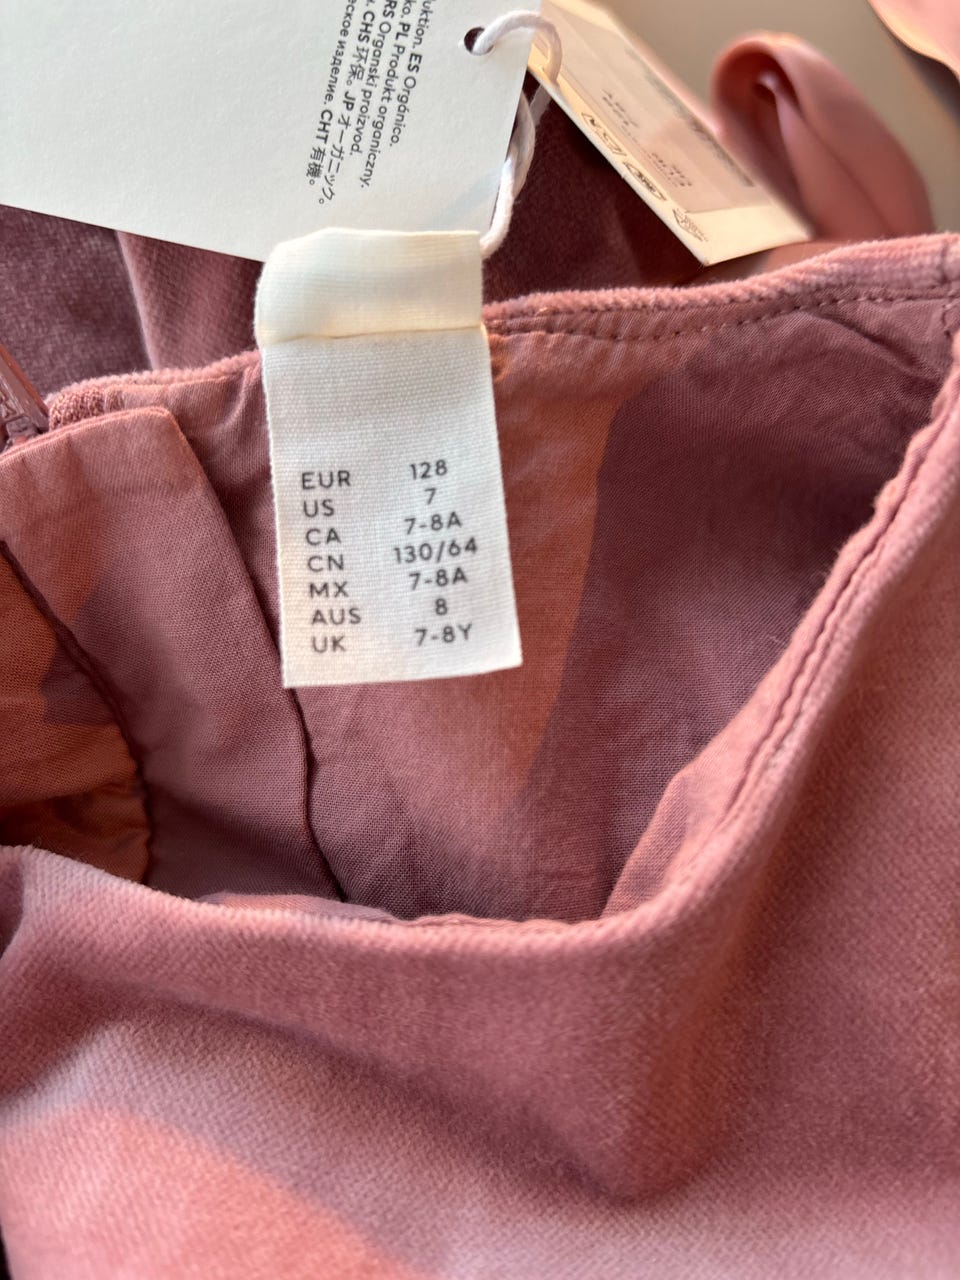 ES Orgánico.
PL Produkt organiczny.
RS Organski proizvod.
CHS 环保。 JP オーガニック。
изделие. CHT 有機。
EUR 128
US 7
CA 7-8A
CN 130/64
MX 7-8A
AUS 8
UK 7-8Y